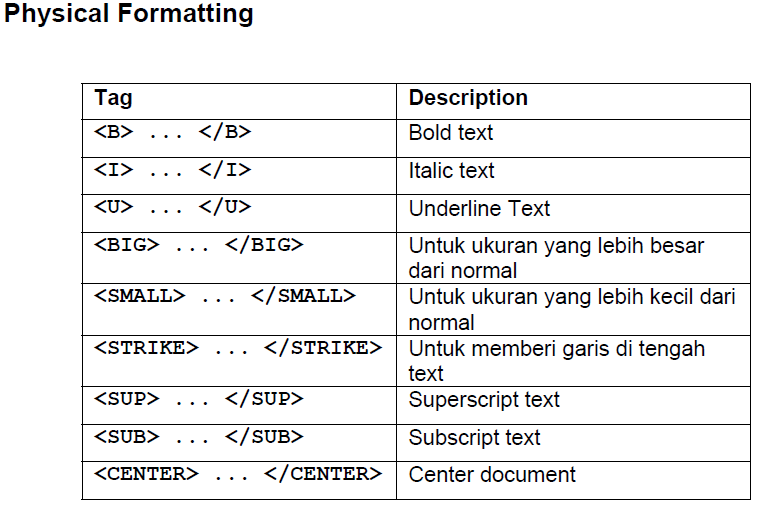 Physical Formatting
Tag Description
<B> ... </B> Bold text
<I> ... </I> Italic text
<U> ... </U> Underline Text
<BIG> ... </BIG> Untuk ukuran yang lebih besar
dari normal
<SMALL> ... </SMALL> Untuk ukuran yang lebih kecil dari
normal
<STRIKE> ... </STRIKE> Untuk memberi garis di tengah
text
<SUP> ... </SUP> Superscript text
<SUB> ... </SUB> Subscript text
<CENTER> ... </CENTER> Center document